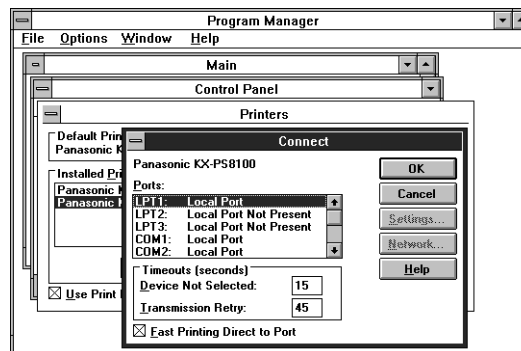 Program Manager
File Options Window Help
Main
Control Panel
Printers
Default Prin
Panasonic K
Installed Pri
Panasonic K
Panasonic K
Use Print
Connect
Panasonic KX-PS8100
Ports:
LPT1: Local Port
LPT2: Local Port Not Present
LPT3: Local Port Not Present
COM1: Local Port
COM2: Local Port
Timeouts (seconds)
Device Not Selected: 15
Transmission Retry: 45
Fast Printing Direct to Port
OK
Cancel
Settings...
Network...
Help